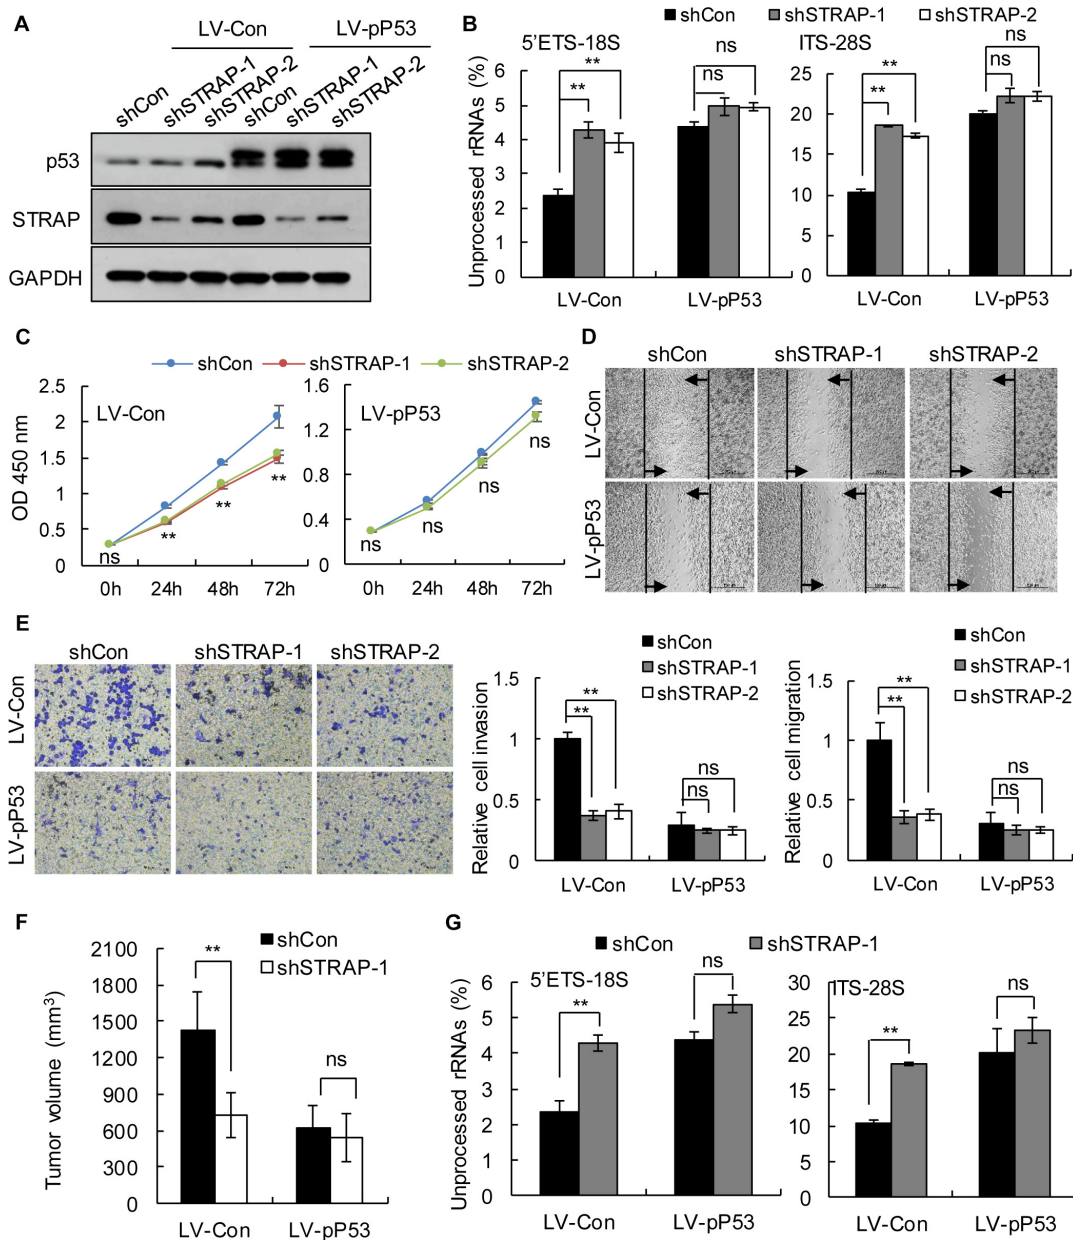 A
LV-Con
LV-pP53
shCon
shSTRAP-1
shSTRAP-2
shCon
shSTRAP-1
shSTRAP-2
p53
STRAP
GAPDH
B
shCon
shSTRAP-1
shSTRAP-2
5'ETS-18S
Unprocessed rRNAs (%)
6
5
4
3
2
1
0
**
**
ns
ns
LV-Con
LV-pP53
ITS-28S
25
20
15
10
5
0
**
**
ns
ns
LV-Con
LV-pP53
C
shCon
shSTRAP-1
shSTRAP-2
OD 450 nm
LV-Con
2.5
2
1.5
1
0.5
0
ns
**
**
**
0h
24h
48h
72h
LV-pP53
1.6
1.2
0.8
0.4
0
ns
ns
ns
ns
0h
24h
48h
72h
D
shCon
shSTRAP-1
shSTRAP-2
LV-Con
LV-pP53
E
shCon
shSTRAP-1
shSTRAP-2
LV-Con
LV-pP53
shCon
shSTRAP-1
shSTRAP-2
Relative cell invasion
1.5
1
0.5
0
**
**
ns
ns
LV-Con
LV-pP53
shCon
shSTRAP-1
shSTRAP-2
Relative cell migration
1.5
1
0.5
0
**
**
ns
ns
LV-Con
LV-pP53
F
shCon
shSTRAP-1
Tumor volume (mm³)
2100
1800
1500
1200
900
600
300
0
**
ns
LV-Con
LV-pP53
G
shCon
shSTRAP-1
5'ETS-18S
Unprocessed rRNAs (%)
6
5
4
3
2
1
0
**
ns
LV-Con
LV-pP53
ITS-28S
30
25
20
15
10
5
0
**
ns
LV-Con
LV-pP53